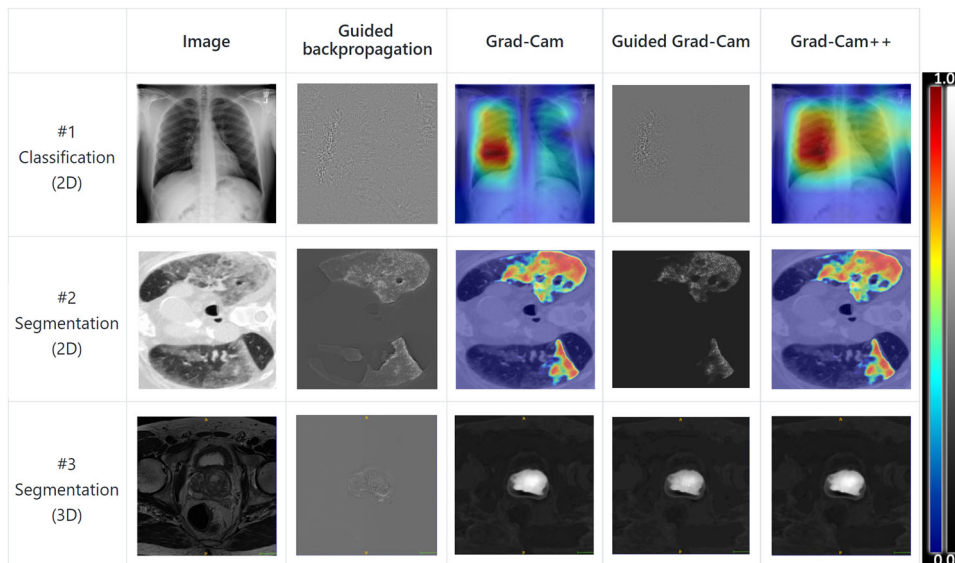 Image
Guided
backpropagation
Grad-Cam
Guided Grad-Cam
Grad-Cam++
1.0
#1
Classification
(2D)
#2
Segmentation
(2D)
#3
Segmentation
(3D)
0.0